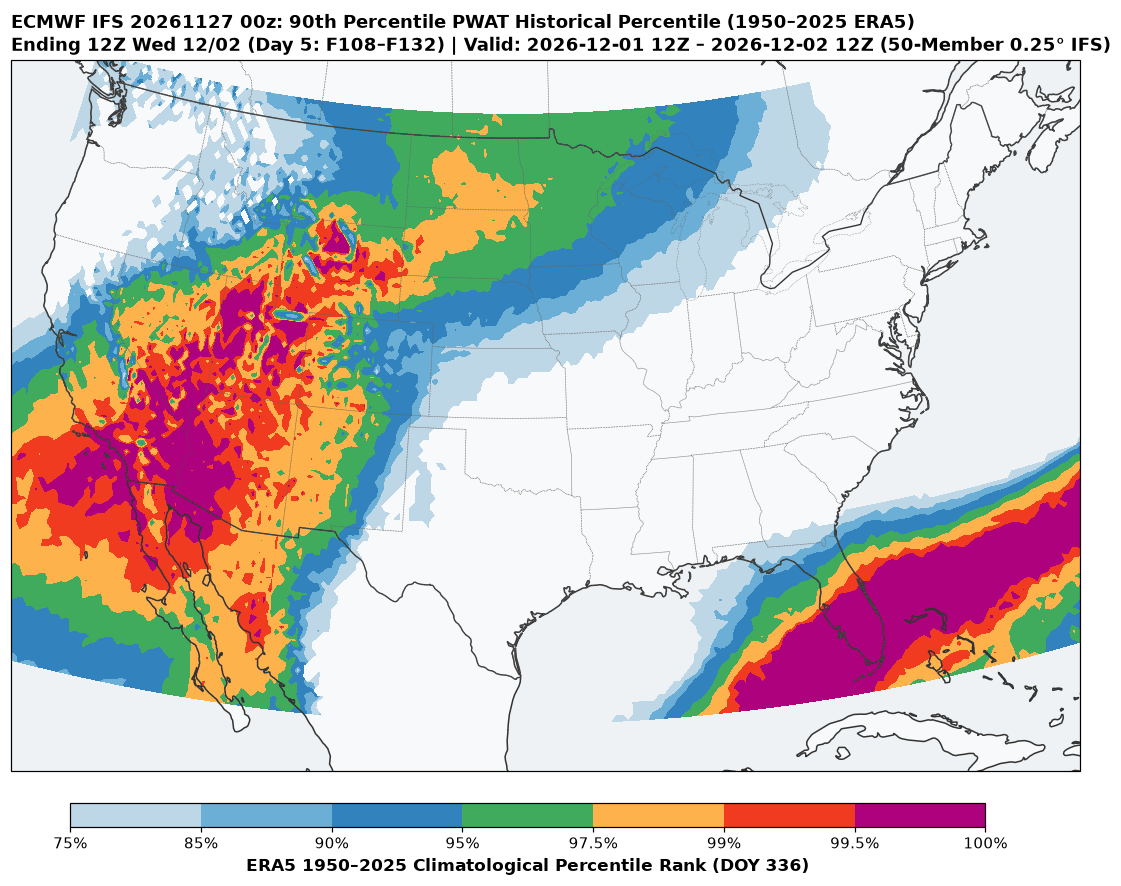 ECMWF IFS 20261127 00z: 90th Percentile PWAT Historical Percentile (1950–2025 ERA5)
Ending 12Z Wed 12/02 (Day 5: F108–F132) | Valid: 2026-12-01 12Z – 2026-12-02 12Z (50-Member 0.25° IFS)
75% 85% 90% 95% 97.5% 99% 99.5% 100%
ERA5 1950–2025 Climatological Percentile Rank (DOY 336)